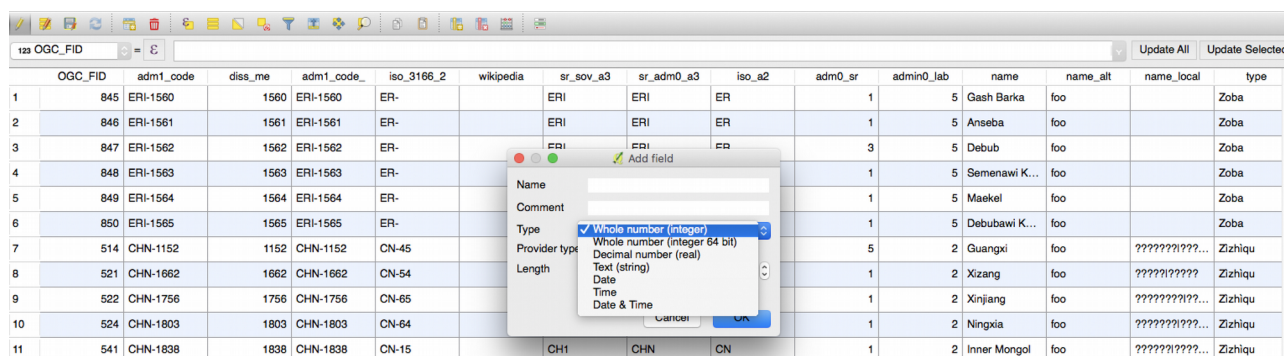 123 OGC_FID = ε Update All Update Selected
OGC_FID adm1_code diss_me adm1_code_ iso_3166_2 wikipedia sr_sov_a3 sr_adm0_a3 iso_a2 adm0_sr admin0_lab name name_alt name_local type
1 845 ERI-1560 1560 ERI-1560 ER- ERI ERI ER 1 5 Gash Barka foo Zoba
2 846 ERI-1561 1561 ERI-1561 ER- ERI ERI ER 1 5 Anseba foo Zoba
3 847 ERI-1562 1562 ERI-1562 ER- ERI ERI ER 3 5 Debub foo Zoba
4 848 ERI-1563 1563 ERI-1563 ER- 1 5 Semenawi K... foo Zoba
5 849 ERI-1564 1564 ERI-1564 ER- 1 5 Maekel foo Zoba
6 850 ERI-1565 1565 ERI-1565 ER- 1 5 Debubawi K... foo Zoba
7 514 CHN-1152 1152 CHN-1152 CN-45 5 2 Guangxi foo ???????|???... Zìzhìqu
8 521 CHN-1662 1662 CHN-1662 CN-54 1 2 Xizang foo ?????|????? Zìzhìqu
9 522 CHN-1756 1756 CHN-1756 CN-65 1 2 Xinjiang foo ????????|??... Zìzhìqu
10 524 CHN-1803 1803 CHN-1803 CN-64 1 2 Ningxia foo ???????|???... Zìzhìqu
11 541 CHN-1838 1838 CHN-1838 CN-15 CH1 CHN CN 1 2 Inner Mongol foo ??????|????... Zìzhìqu
Add field
Name
Comment
Type Whole number (integer)
Whole number (integer 64 bit)
Provider type
Decimal number (real)
Length Text (string)
Date
Time
Date & Time
Cancel OK